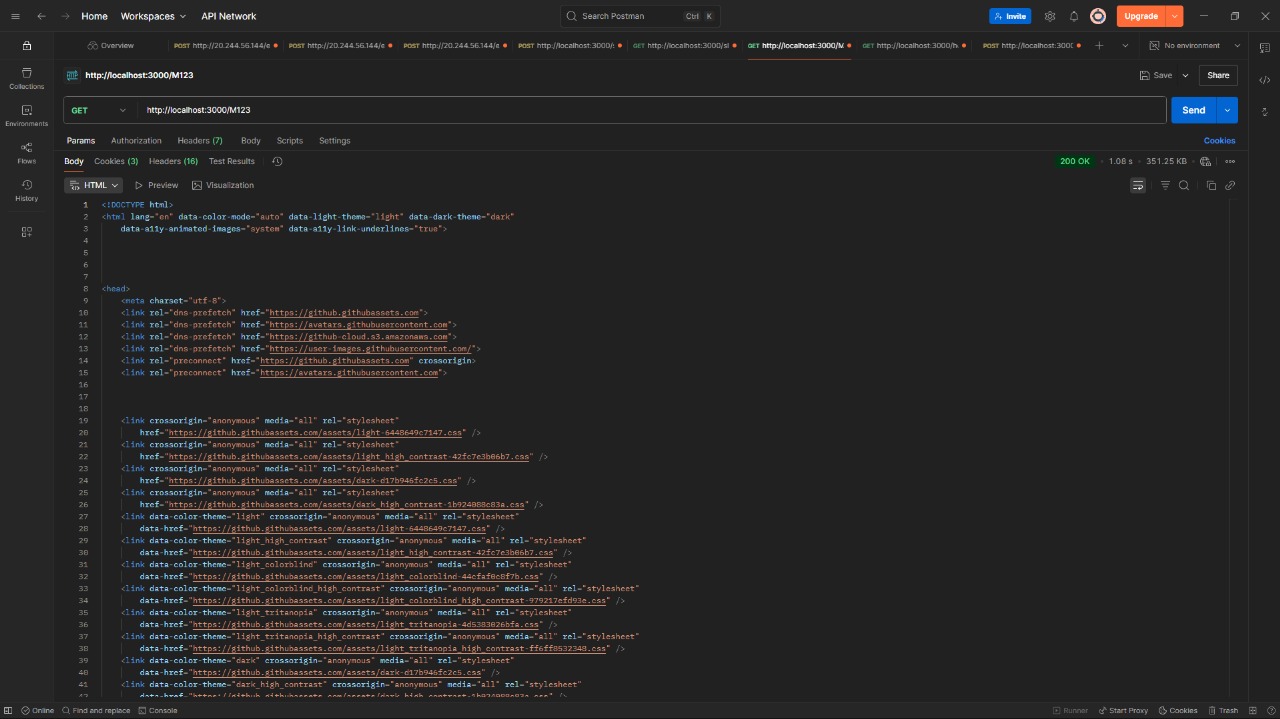 Home Workspaces API Network Search Postman Ctrl K Invite Upgrade
Overview POST http://20.244.56.144/e POST http://20.244.56.144/e POST http://20.244.56.144/e POST http://localhost:3000/s GET http://localhost:3000/sl GET http://localhost:3000/M GET http://localhost:3000/h POST http://localhost:3000 No environment
http://localhost:3000/M123 Save Share
GET http://localhost:3000/M123 Send
Params Authorization Headers (7) Body Scripts Settings Cookies
Body Cookies (3) Headers (16) Test Results 200 OK • 1.08 s • 351.25 KB
HTML Preview Visualization
Collections
Environments
Flows
History
1 <!DOCTYPE html>
2 <html lang="en" data-color-mode="auto" data-light-theme="light" data-dark-theme="dark"
3 data-a11y-animated-images="system" data-a11y-link-underlines="true">
4
5
6
7
8 <head>
9 <meta charset="utf-8">
10 <link rel="dns-prefetch" href="https://github.githubassets.com">
11 <link rel="dns-prefetch" href="https://avatars.githubusercontent.com">
12 <link rel="dns-prefetch" href="https://github-cloud.s3.amazonaws.com">
13 <link rel="dns-prefetch" href="https://user-images.githubusercontent.com/">
14 <link rel="preconnect" href="https://github.githubassets.com" crossorigin>
15 <link rel="preconnect" href="https://avatars.githubusercontent.com">
16
17
18
19 <link crossorigin="anonymous" media="all" rel="stylesheet"
20 href="https://github.githubassets.com/assets/light-6448649c7147.css" />
21 <link crossorigin="anonymous" media="all" rel="stylesheet"
22 href="https://github.githubassets.com/assets/light_high_contrast-42fc7e3b06b7.css" />
23 <link crossorigin="anonymous" media="all" rel="stylesheet"
24 href="https://github.githubassets.com/assets/dark-d17b946fc2c5.css" />
25 <link crossorigin="anonymous" media="all" rel="stylesheet"
26 href="https://github.githubassets.com/assets/dark_high_contrast-1b924088c83a.css" />
27 <link data-color-theme="light" crossorigin="anonymous" media="all" rel="stylesheet"
28 data-href="https://github.githubassets.com/assets/light-6448649c7147.css" />
29 <link data-color-theme="light_high_contrast" crossorigin="anonymous" media="all" rel="stylesheet"
30 data-href="https://github.githubassets.com/assets/light_high_contrast-42fc7e3b06b7.css" />
31 <link data-color-theme="light_colorblind" crossorigin="anonymous" media="all" rel="stylesheet"
32 data-href="https://github.githubassets.com/assets/light_colorblind-44cfaf0c8f7b.css" />
33 <link data-color-theme="light_colorblind_high_contrast" crossorigin="anonymous" media="all" rel="stylesheet"
34 data-href="https://github.githubassets.com/assets/light_colorblind_high_contrast-979217efd93e.css" />
35 <link data-color-theme="light_tritanopia" crossorigin="anonymous" media="all" rel="stylesheet"
36 data-href="https://github.githubassets.com/assets/light_tritanopia-4d5383026bfa.css" />
37 <link data-color-theme="light_tritanopia_high_contrast" crossorigin="anonymous" media="all" rel="stylesheet"
38 data-href="https://github.githubassets.com/assets/light_tritanopia_high_contrast-ff6ff8532348.css" />
39 <link data-color-theme="dark" crossorigin="anonymous" media="all" rel="stylesheet"
40 data-href="https://github.githubassets.com/assets/dark-d17b946fc2c5.css" />
41 <link data-color-theme="dark_high_contrast" crossorigin="anonymous" media="all" rel="stylesheet"
42 data-href="https://github.githubassets.com/assets/dark_high_contrast-1b924088c83a.css" />
Online Find and replace Console Runner Start Proxy Cookies Trash